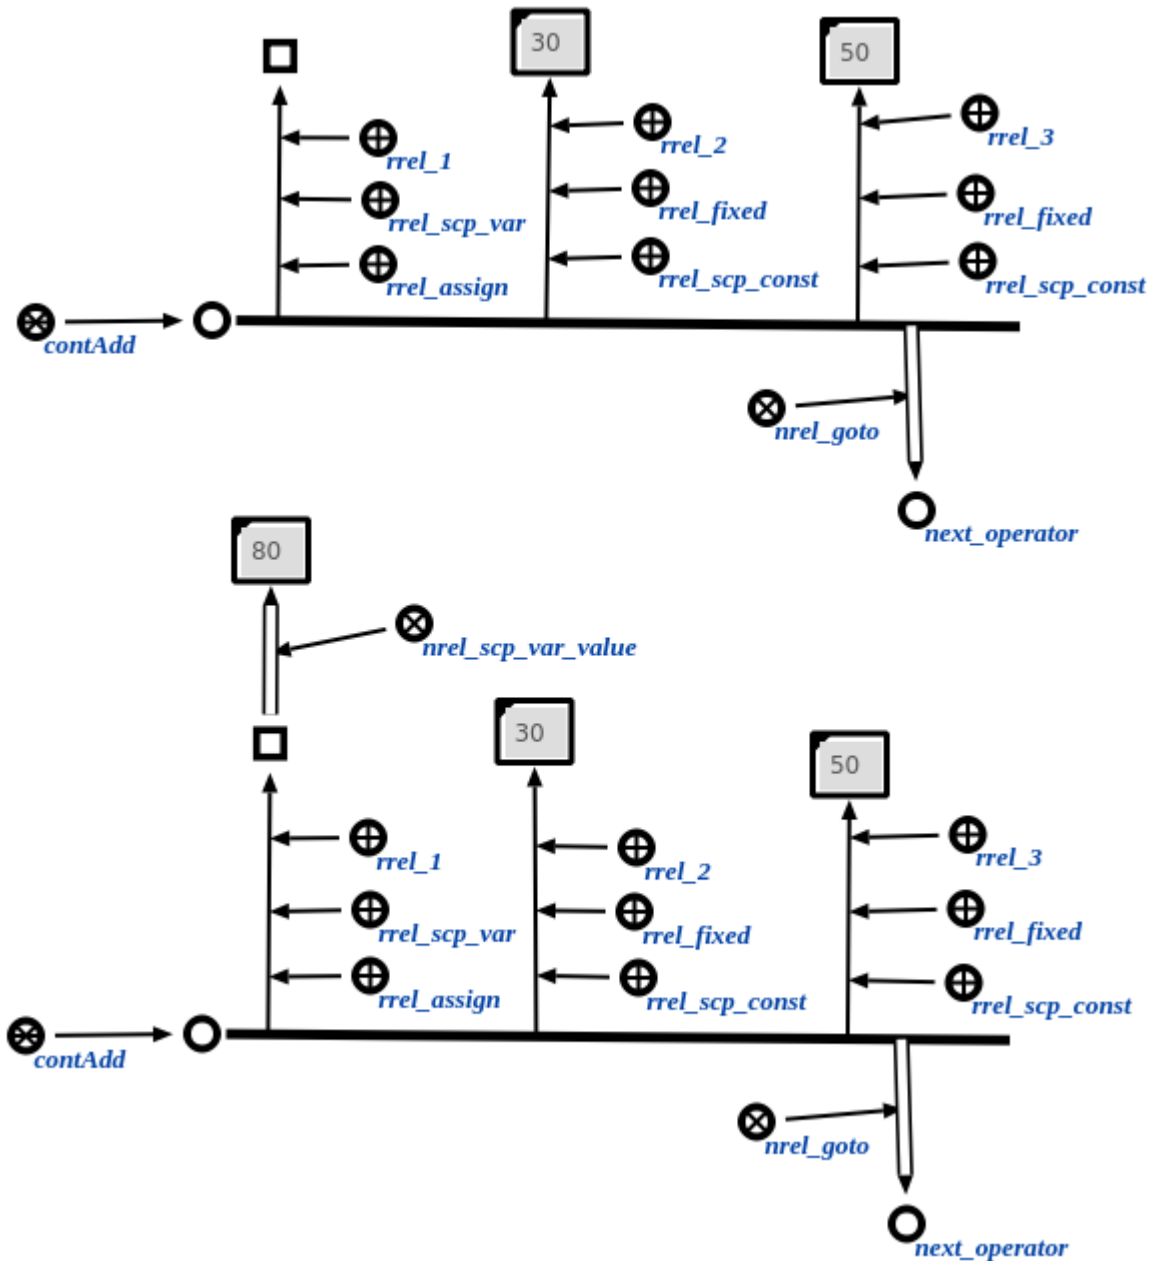 30
50
rrel_1
rrel_2
rrel_3
rrel_scp_var
rrel_fixed
rrel_fixed
rrel_assign
rrel_scp_const
rrel_scp_const
contAdd
nrel_goto
next_operator
80
nrel_scp_var_value
30
50
rrel_1
rrel_2
rrel_3
rrel_scp_var
rrel_fixed
rrel_fixed
rrel_assign
rrel_scp_const
rrel_scp_const
contAdd
nrel_goto
next_operator